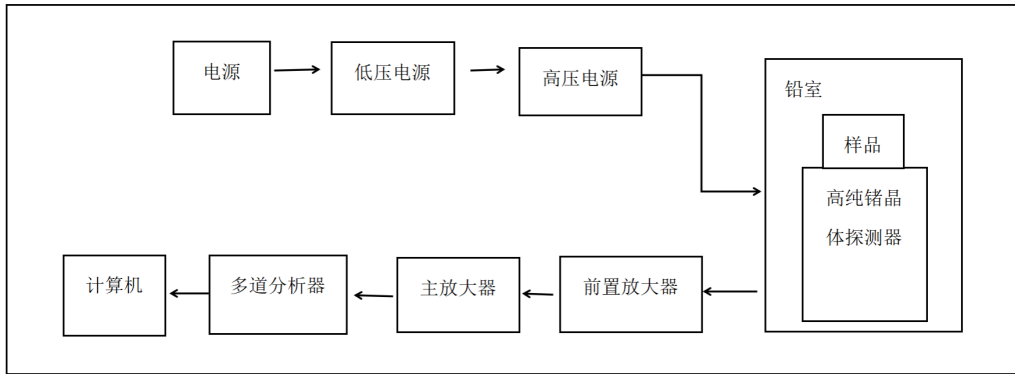 电源
低压电源
高压电源
铅室
样品
高纯锗晶
体探测器
计算机
多道分析器
主放大器
前置放大器